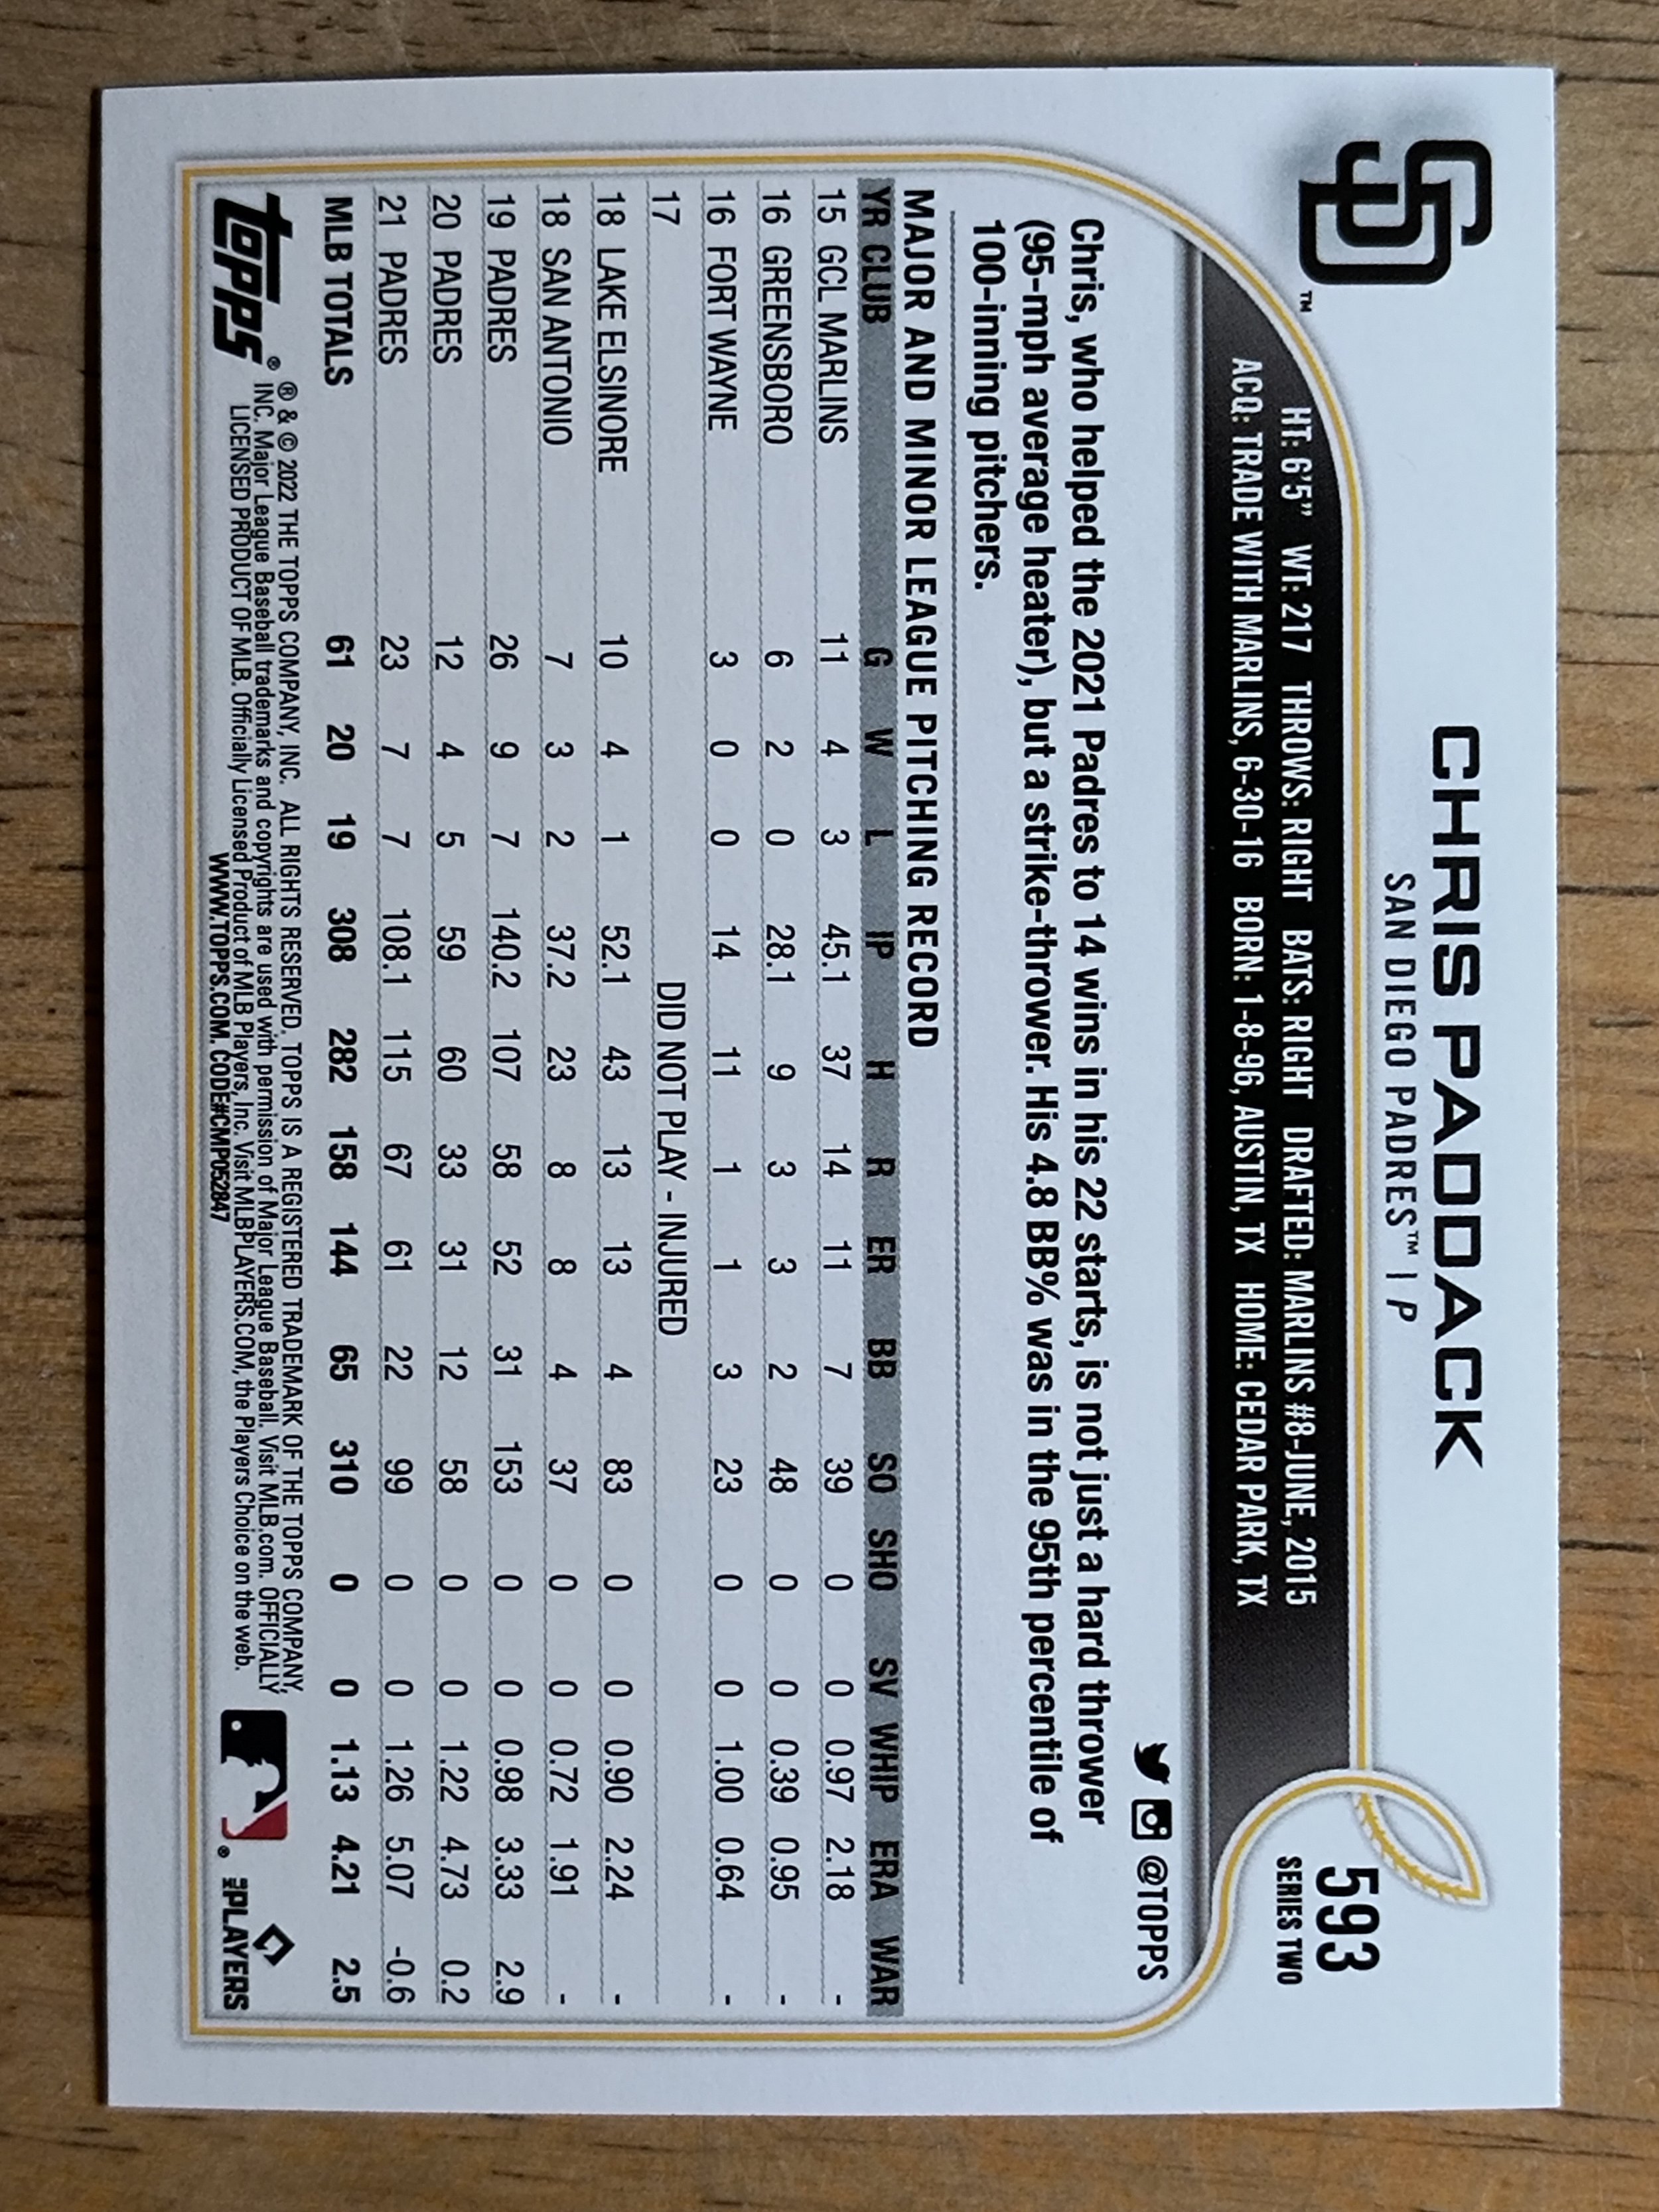 SD™
CHRIS PADDACK
SAN DIEGO PADRES™ | P
593
SERIES TWO
HT: 6'5" WT: 217 THROWS: RIGHT BATS: RIGHT DRAFTED: MARLINS #8-JUNE, 2015
ACQ: TRADE WITH MARLINS, 6-30-16 BORN: 1-8-96, AUSTIN, TX HOME: CEDAR PARK, TX
@TOPPS
Chris, who helped the 2021 Padres to 14 wins in his 22 starts, is not just a hard thrower
(95-mph average heater), but a strike-thrower. His 4.8 BB% was in the 95th percentile of
100-inning pitchers.
MAJOR AND MINOR LEAGUE PITCHING RECORD
YR CLUB G W L IP H R ER BB SO SHO SV WHIP ERA WAR
15 GCL MARLINS 11 4 3 45.1 37 14 11 7 39 0 0 0.97 2.18 -
16 GREENSBORO 6 2 0 28.1 9 3 3 2 48 0 0 0.39 0.95 -
16 FORT WAYNE 3 0 0 14 11 1 1 3 23 0 0 1.00 0.64 -
17 DID NOT PLAY - INJURED
18 LAKE ELSINORE 10 4 1 52.1 43 13 13 4 83 0 0 0.90 2.24 -
18 SAN ANTONIO 7 3 2 37.2 23 8 8 4 37 0 0 0.72 1.91 -
19 PADRES 26 9 7 140.2 107 58 52 31 153 0 0 0.98 3.33 2.9
20 PADRES 12 4 5 59 60 33 31 12 58 0 0 1.22 4.73 0.2
21 PADRES 23 7 7 108.1 115 67 61 22 99 0 0 1.26 5.07 -0.6
MLB TOTALS 61 20 19 308 282 158 144 65 310 0 0 1.13 4.21 2.5
topps®
® & © 2022 THE TOPPS COMPANY, INC. ALL RIGHTS RESERVED. TOPPS IS A REGISTERED TRADEMARK OF THE TOPPS COMPANY,
INC. Major League Baseball trademarks and copyrights are used with permission of Major League Baseball. Visit MLB.com. OFFICIALLY
LICENSED PRODUCT OF MLB. Officially Licensed Product of MLB Players, Inc. Visit MLBPLAYERS.COM, the Players Choice on the web.
WWW.TOPPS.COM. CODE#CMP052847
®
THE PLAYERS